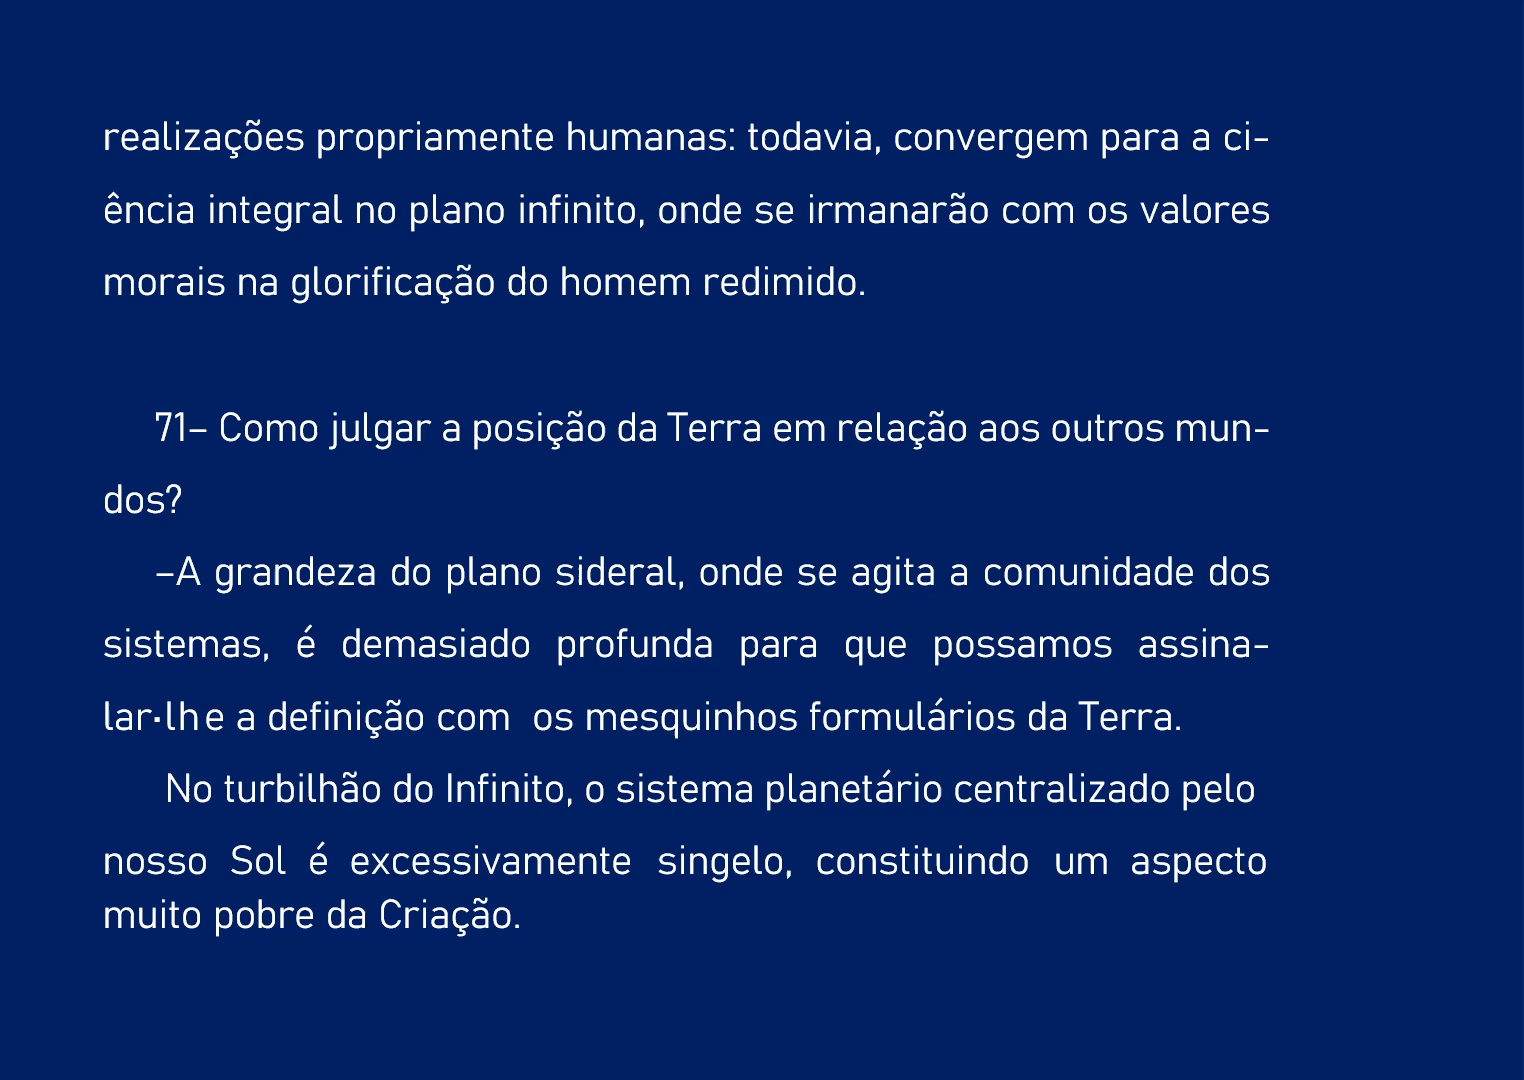 realizações propriamente humanas: todavia, convergem para a ci-
ência integral no plano infinito, onde se irmanarão com os valores
morais na glorificação do homem redimido.
71– Como julgar a posição da Terra em relação aos outros mun-
dos?
–A grandeza do plano sideral, onde se agita a comunidade dos
sistemas, é demasiado profunda para que possamos assina-
lar·lhe a definição com os mesquinhos formulários da Terra.
No turbilhão do Infinito, o sistema planetário centralizado pelo
nosso Sol é excessivamente singelo, constituindo um aspecto
muito pobre da Criação.